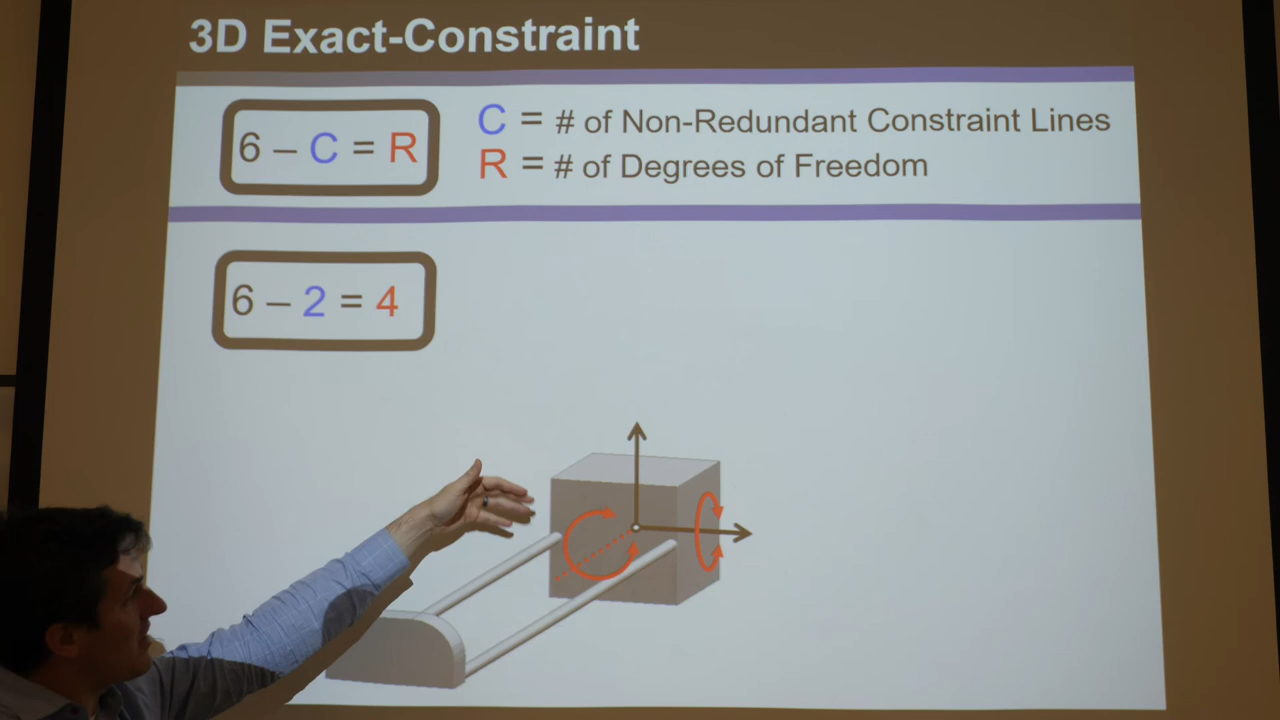 3D Exact-Constraint
6 – C = R
C = # of Non-Redundant Constraint Lines
R = # of Degrees of Freedom
6 – 2 = 4